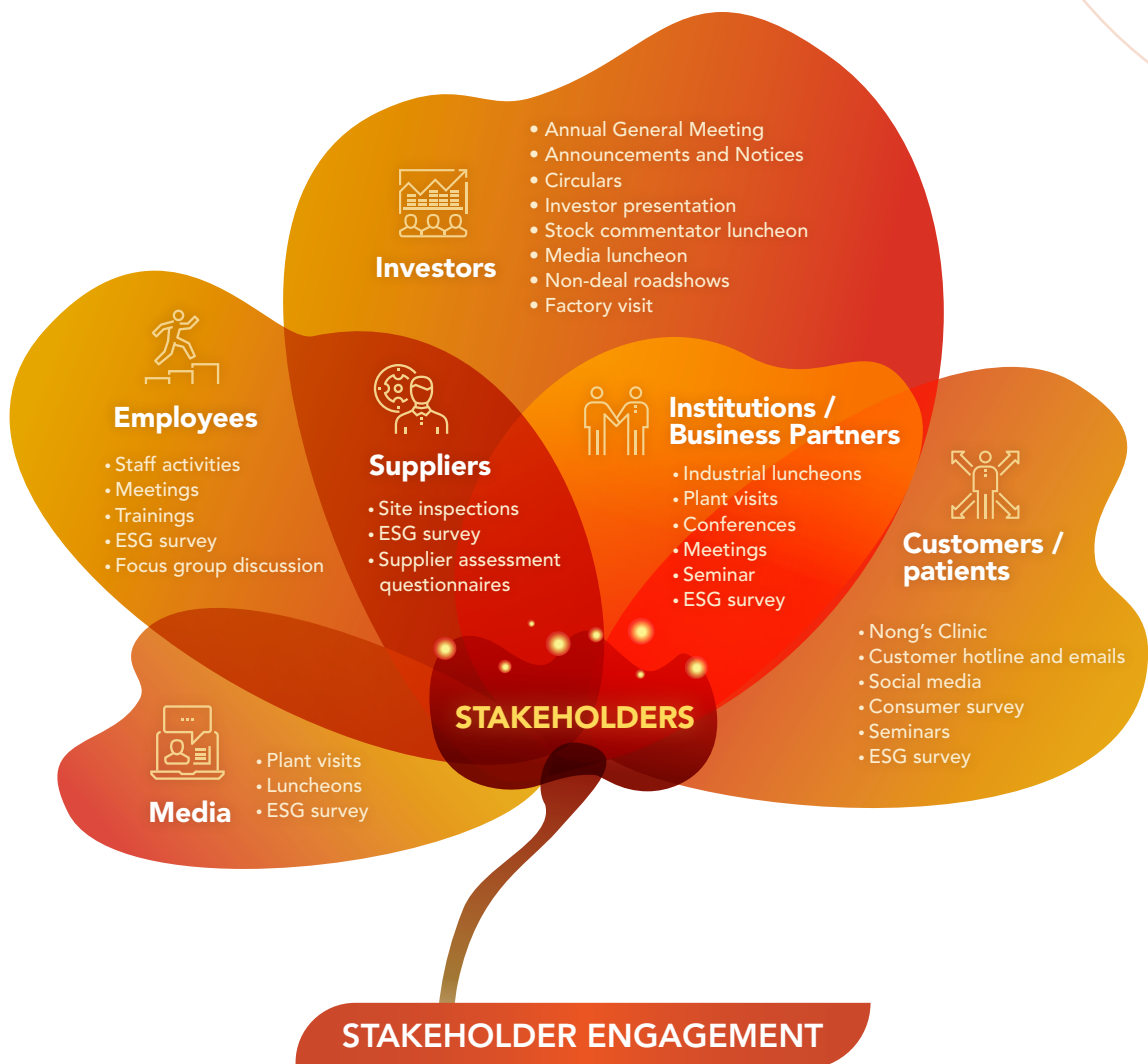 Investors
• Annual General Meeting
• Announcements and Notices
• Circulars
• Investor presentation
• Stock commentator luncheon
• Media luncheon
• Non-deal roadshows
• Factory visit
Employees
• Staff activities
• Meetings
• Trainings
• ESG survey
• Focus group discussion
Suppliers
• Site inspections
• ESG survey
• Supplier assessment
questionnaires
Institutions /
Business Partners
• Industrial luncheons
• Plant visits
• Conferences
• Meetings
• Seminar
• ESG survey
Customers /
patients
• Nong's Clinic
• Customer hotline and emails
• Social media
• Consumer survey
• Seminars
• ESG survey
Media
• Plant visits
• Luncheons
• ESG survey
STAKEHOLDERS
STAKEHOLDER ENGAGEMENT